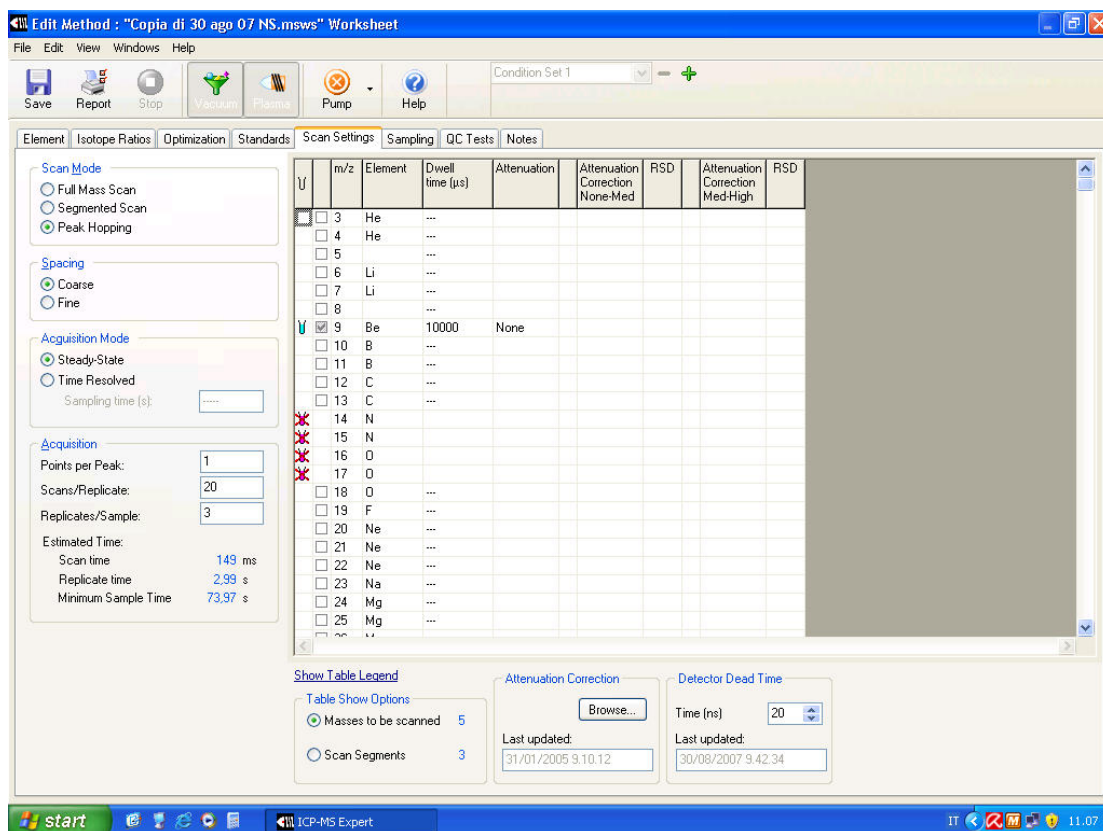 Edit Method : "Copia di 30 ago 07 NS.msws" Worksheet
File Edit View Windows Help
Save Report Stop Vacuum Plasma Pump Help
Condition Set 1
Element Isotope Ratios Optimization Standards Scan Settings Sampling QC Tests Notes
Scan Mode
Full Mass Scan
Segmented Scan
Peak Hopping
Spacing
Coarse
Fine
Acquisition Mode
Steady-State
Time Resolved
Sampling time (s): -----
Acquisition
Points per Peak: 1
Scans/Replicate: 20
Replicates/Sample: 3
Estimated Time:
Scan time 149 ms
Replicate time 2,99 s
Minimum Sample Time 73,97 s
m/z Element Dwell time (µs) Attenuation Attenuation Correction None-Med RSD Attenuation Correction Med-High RSD
3 He ---
4 He ---
5 ---
6 Li ---
7 Li ---
8 ---
9 Be 10000 None
10 B ---
11 B ---
12 C ---
13 C ---
14 N
15 N
16 O
17 O
18 O ---
19 F ---
20 Ne ---
21 Ne ---
22 Ne ---
23 Na ---
24 Mg ---
25 Mg ---
Show Table Legend
Table Show Options
Masses to be scanned 5
Scan Segments 3
Attenuation Correction
Browse...
Last updated:
31/01/2005 9.10.12
Detector Dead Time
Time (ns) 20
Last updated:
30/08/2007 9.42.34
start ICP-MS Expert IT 11.07